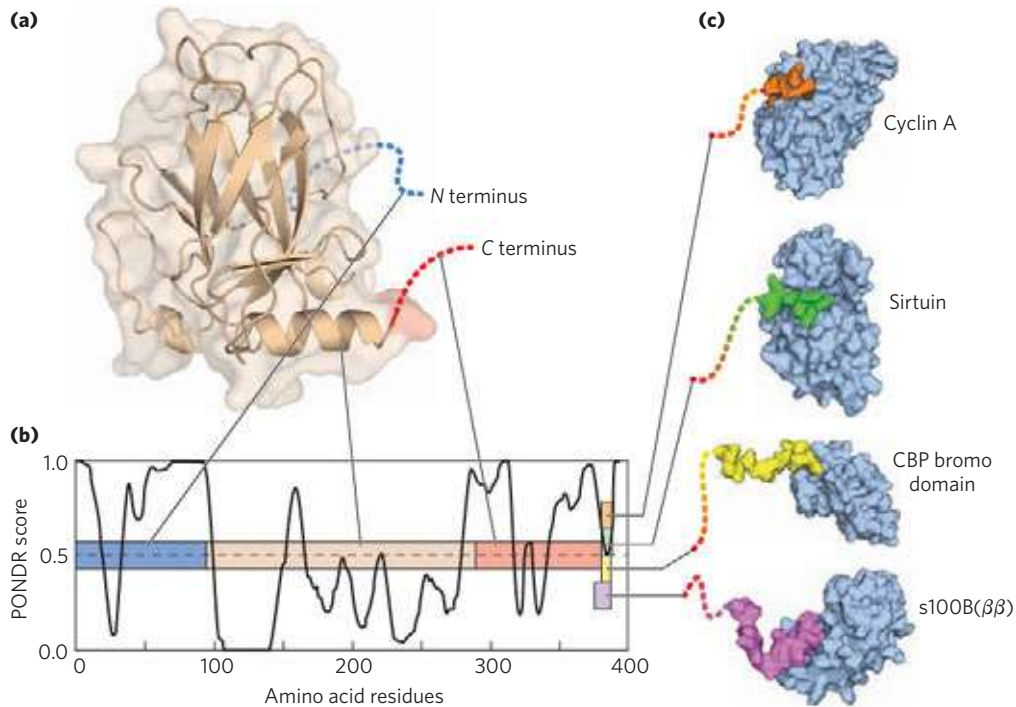 (a)
N terminus
C terminus
(b)
1.0
0.5
0.0
PONDR score
0
100
200
300
400
Amino acid residues
(c)
Cyclin A
Sirtuin
CBP bromo
domain
s100B(ββ)